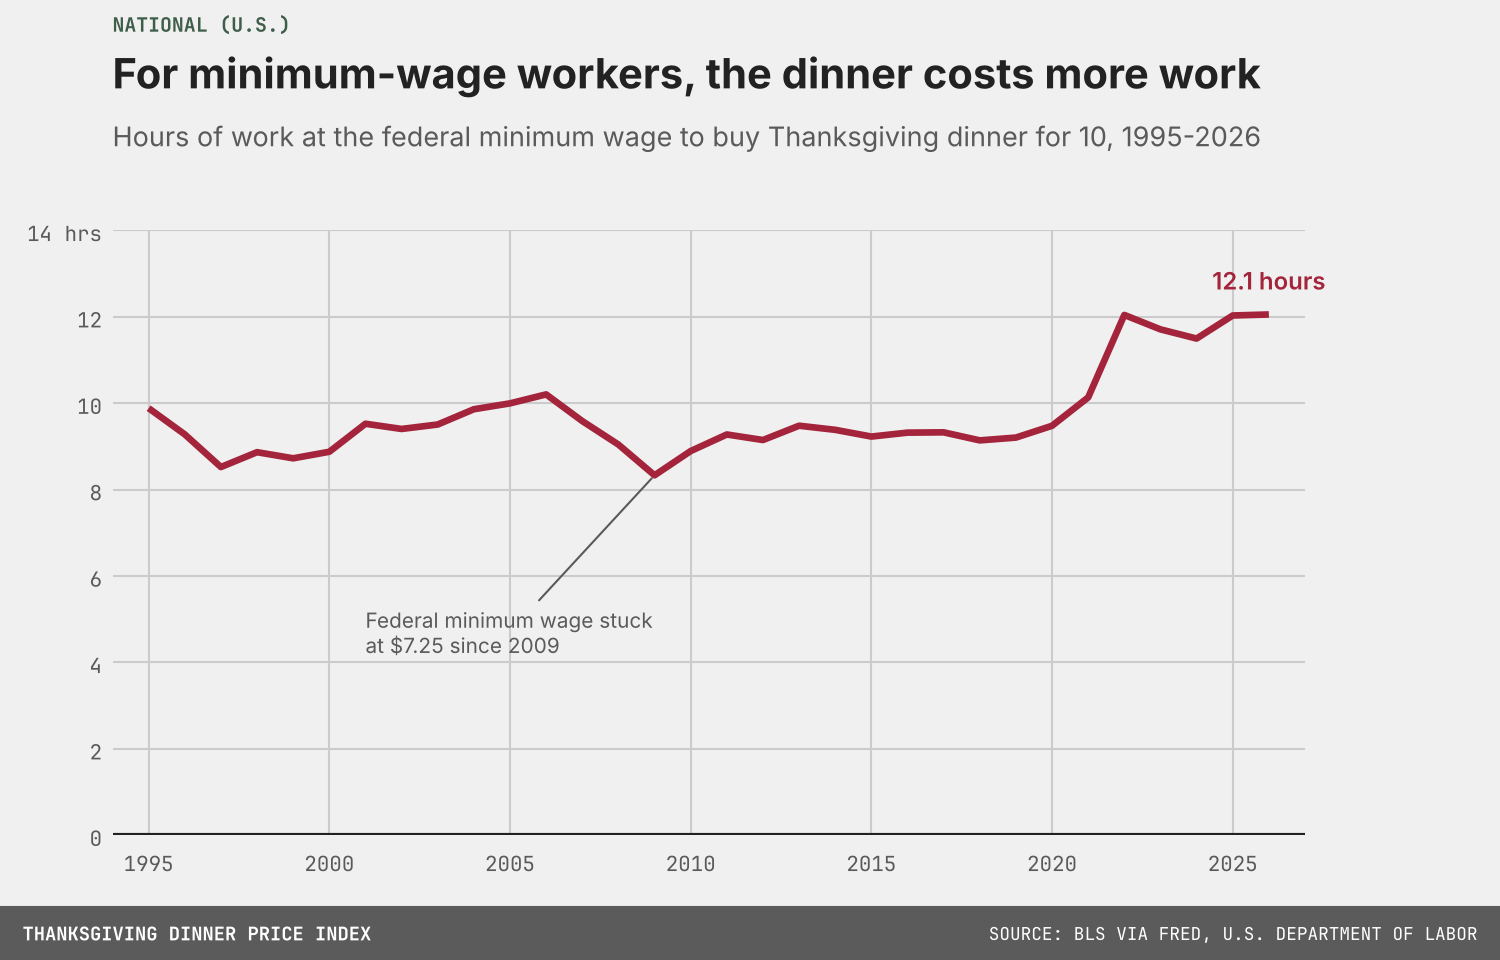 NATIONAL (U.S.)
For minimum-wage workers, the dinner costs more work
Hours of work at the federal minimum wage to buy Thanksgiving dinner for 10, 1995-2026
14 hrs
12.1 hours
12
10
8
6
Federal minimum wage stuck
at $7.25 since 2009
4
2
0
1995 2000 2005 2010 2015 2020 2025
THANKSGIVING DINNER PRICE INDEX
SOURCE: BLS VIA FRED, U.S. DEPARTMENT OF LABOR